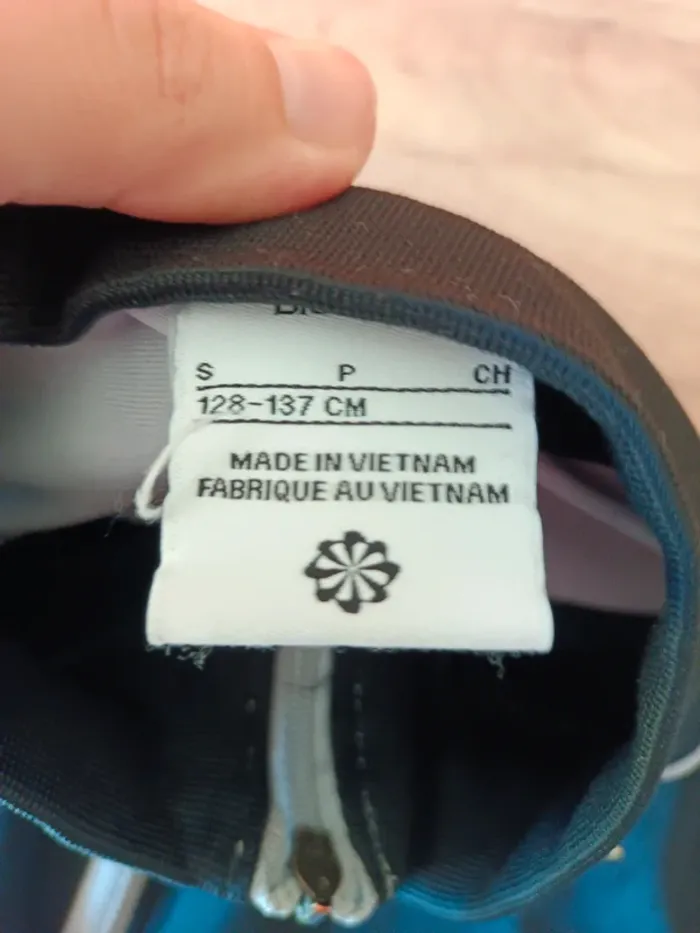 S P CH
128-137 CM
MADE IN VIETNAM
FABRIQUE AU VIETNAM